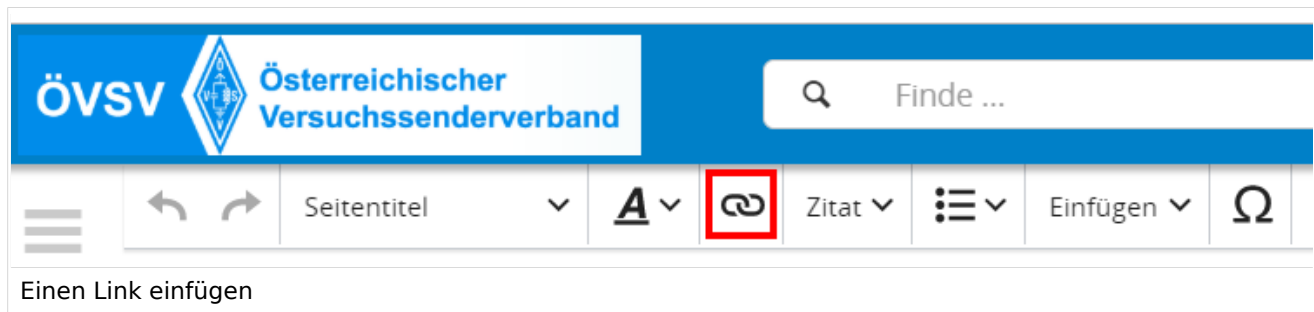 ÖVSV
Österreichischer
Versuchssenderverband
Finde ...
Seitentitel A Zitat Einfügen Ω
Einen Link einfügen